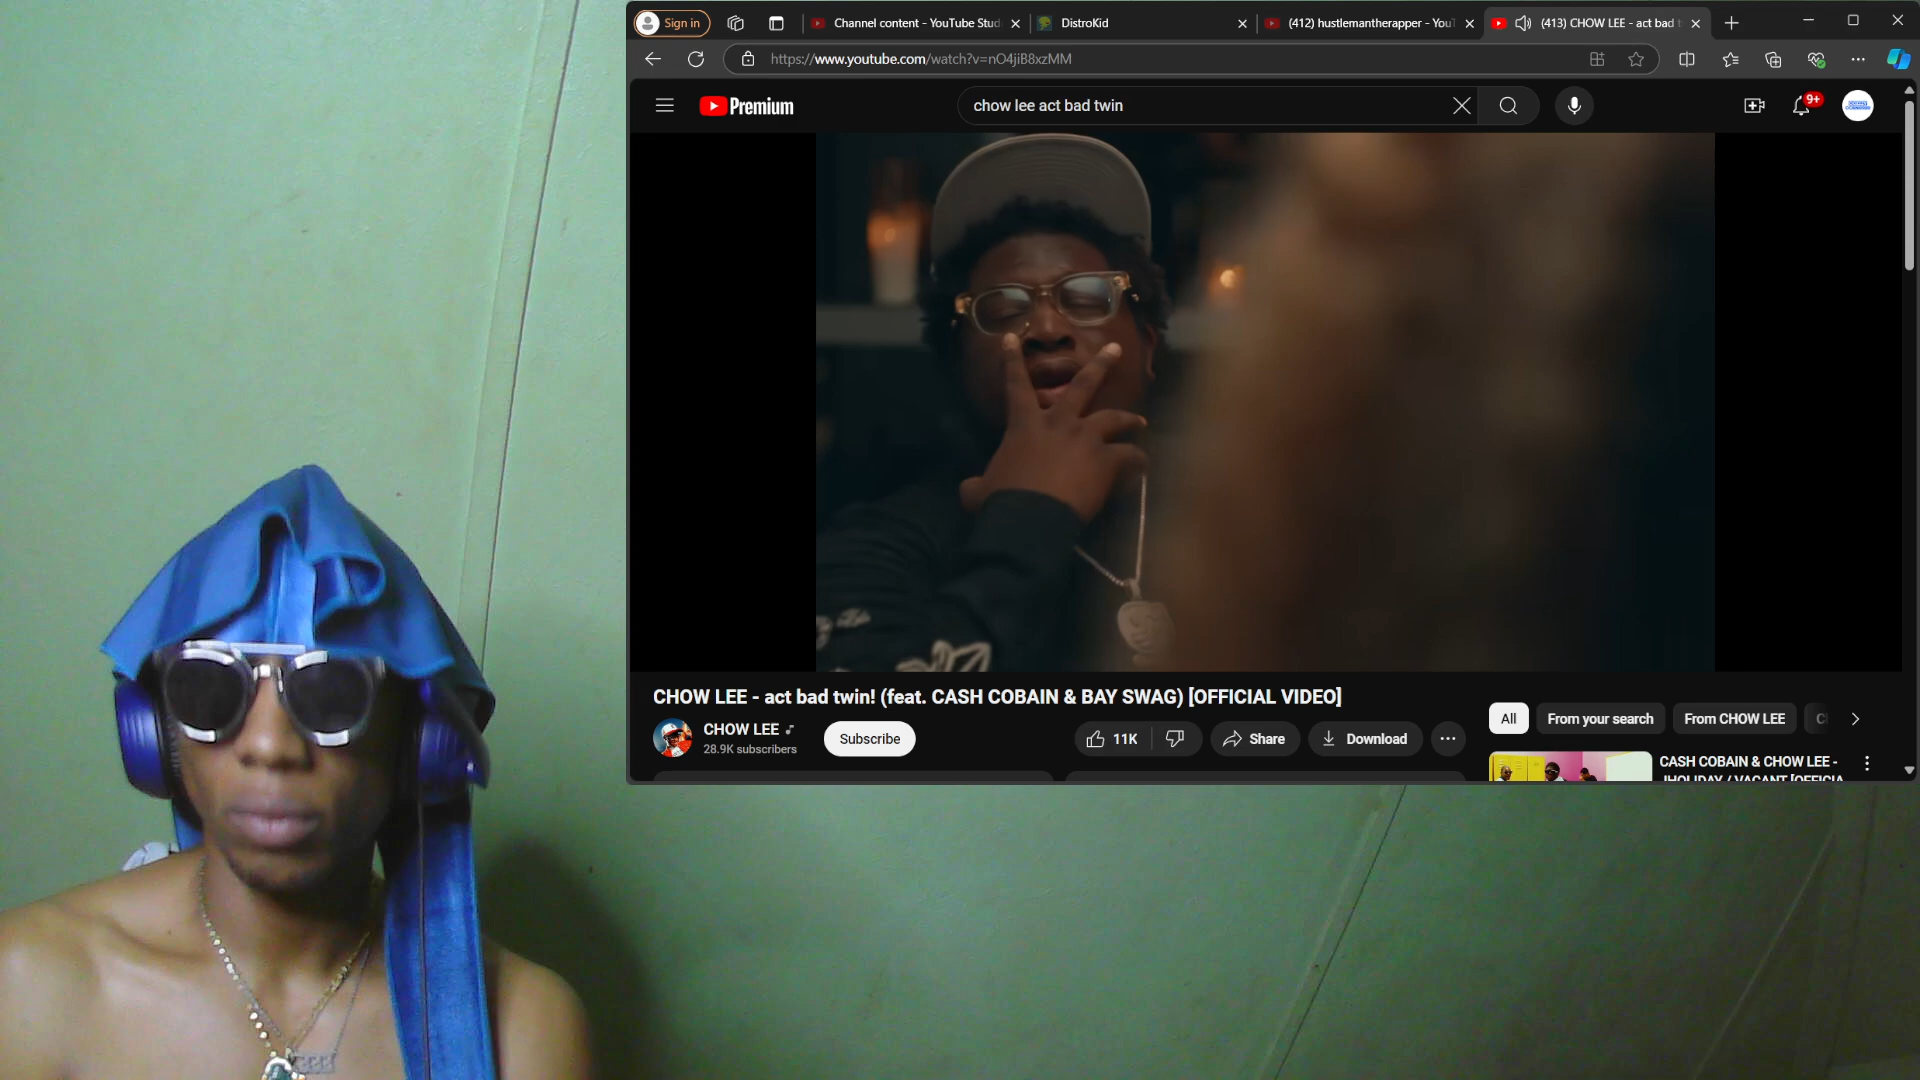 Sign in
Channel content - YouTube Stud
DistroKid
(412) hustlemantherapper - You
(413) CHOW LEE - act bad t
https://www.youtube.com/watch?v=nO4jiB8xzMM
Premium
chow lee act bad twin
9+
CHOW LEE - act bad twin! (feat. CASH COBAIN & BAY SWAG) [OFFICIAL VIDEO]
CHOW LEE
28.9K subscribers
Subscribe
11K
Share
Download
All
From your search
From CHOW LEE
CASH COBAIN & CHOW LEE -
JHOLIDAY / VACANT [OFFICIA